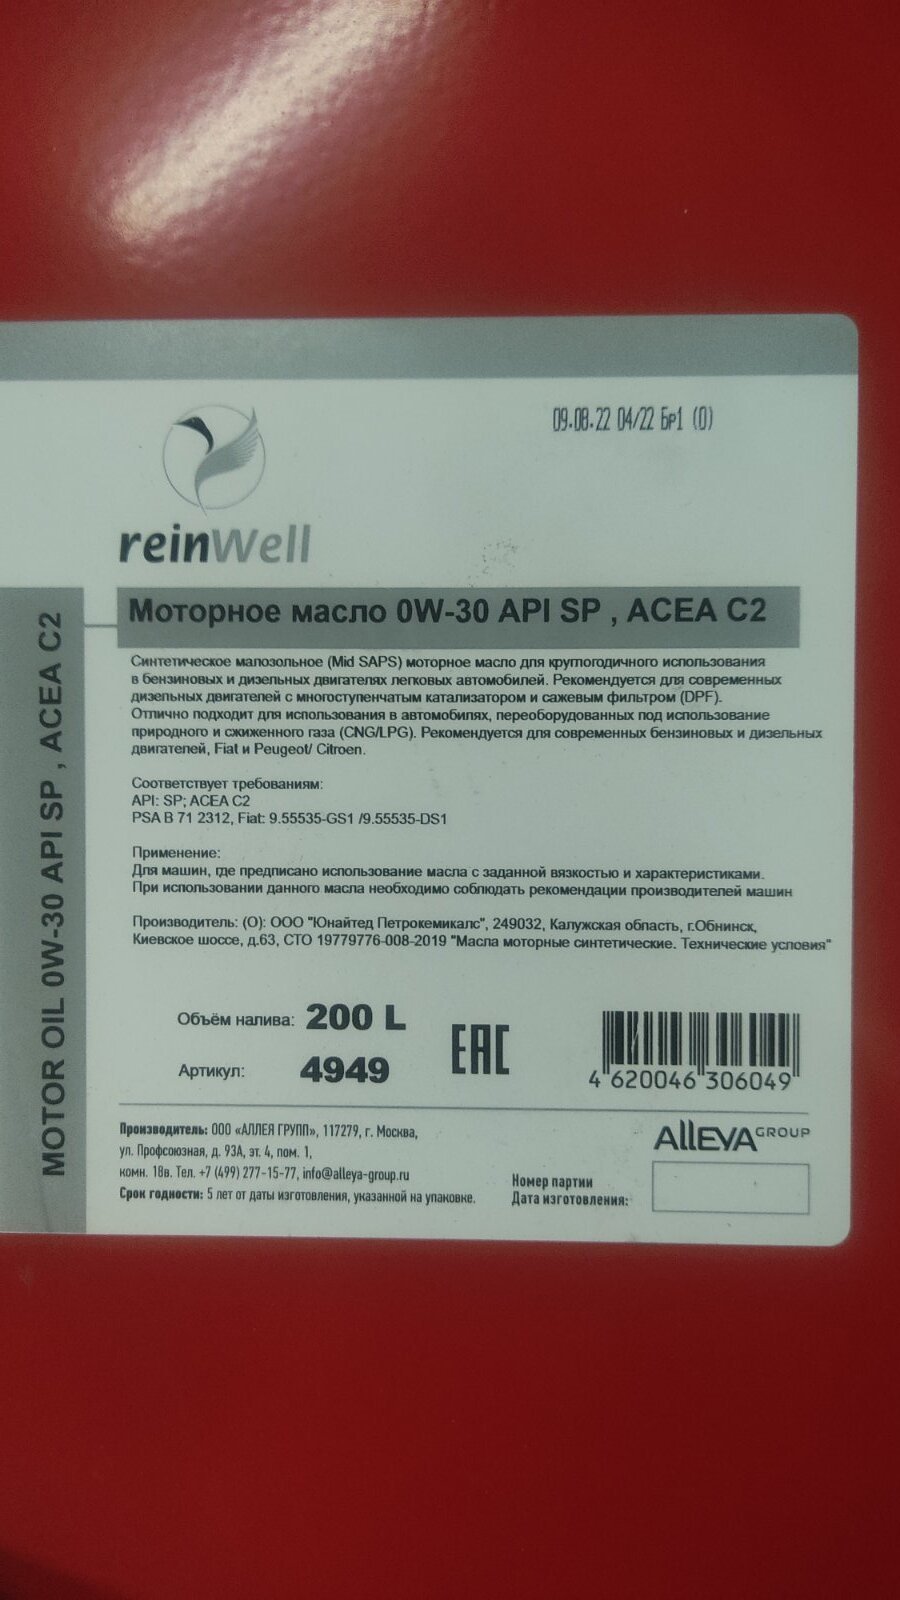 09.08.22 04/22 Бр1 (0)
reinWell
Моторное масло 0W-30 API SP , ACEA C2
MOTOR OIL 0W-30 API SP , ACEA C2
Синтетическое малозольное (Mid SAPS) моторное масло для круглогодичного использования
в бензиновых и дизельных двигателях легковых автомобилей. Рекомендуется для современных
дизельных двигателей с многоступенчатым катализатором и сажевым фильтром (DPF).
Отлично подходит для использования в автомобилях, переоборудованных под использование
природного и сжиженного газа (CNG/LPG). Рекомендуется для современных бензиновых и дизельных
двигателей, Fiat и Peugeot/ Citroen.
Соответствует требованиям:
API: SP; ACEA C2
PSA B 71 2312, Fiat: 9.55535-GS1 /9.55535-DS1
Применение:
Для машин, где предписано использование масла с заданной вязкостью и характеристиками.
При использовании данного масла необходимо соблюдать рекомендации производителей машин
Производитель: (О): ООО "Юнайтед Петрокемикалс", 249032, Калужская область, г.Обнинск,
Киевское шоссе, д.63, СТО 19779776-008-2019 "Масла моторные синтетические. Технические условия"
Объём налива: 200 L
Артикул: 4949
EAC
4 620046 306049
Производитель: ООО «АЛЛЕЯ ГРУПП», 117279, г. Москва,
ул. Профсоюзная, д. 93А, эт. 4, пом. 1,
комн. 18в. Тел. +7 (499) 277-15-77, info@alleya-group.ru
Срок годности: 5 лет от даты изготовления, указанной на упаковке.
AllEYA GROUP
Номер партии
Дата изготовления: